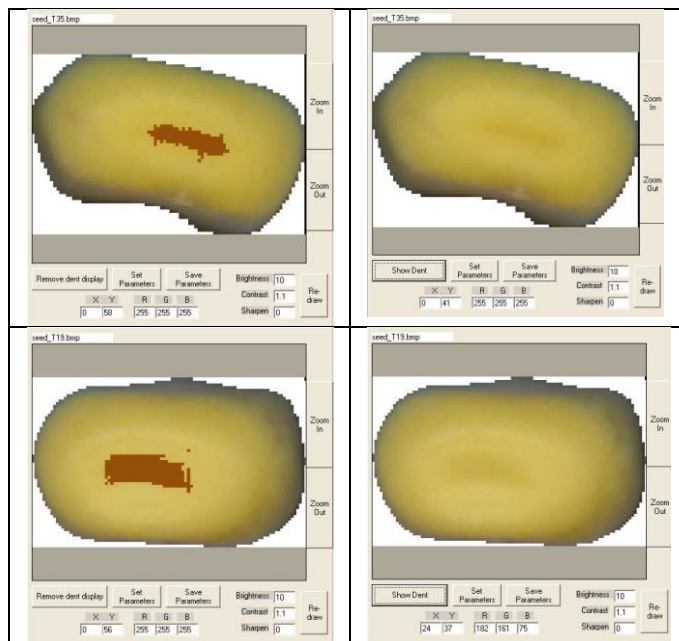 seed_T35.bmp
Zoom
In
Zoom
Out
Remove dent display
Set
Parameters
Save
Parameters
Brightness 10
Contrast 1.1
Sharpen 0
Re-
draw
X Y R G B
0 58 255 255 255
seed_T35.bmp
Zoom
In
Zoom
Out
Show Dent
Set
Parameters
Save
Parameters
Brightness 10
Contrast 1.1
Sharpen 0
Re-
draw
X Y R G B
0 41 255 255 255
seed_T19.bmp
Zoom
In
Zoom
Out
Remove dent display
Set
Parameters
Save
Parameters
Brightness 10
Contrast 1.1
Sharpen 0
Re-
draw
X Y R G B
0 56 255 255 255
seed_T19.bmp
Zoom
In
Zoom
Out
Show Dent
Set
Parameters
Save
Parameters
Brightness 10
Contrast 1.1
Sharpen 0
Re-
draw
X Y R G B
24 37 182 161 75